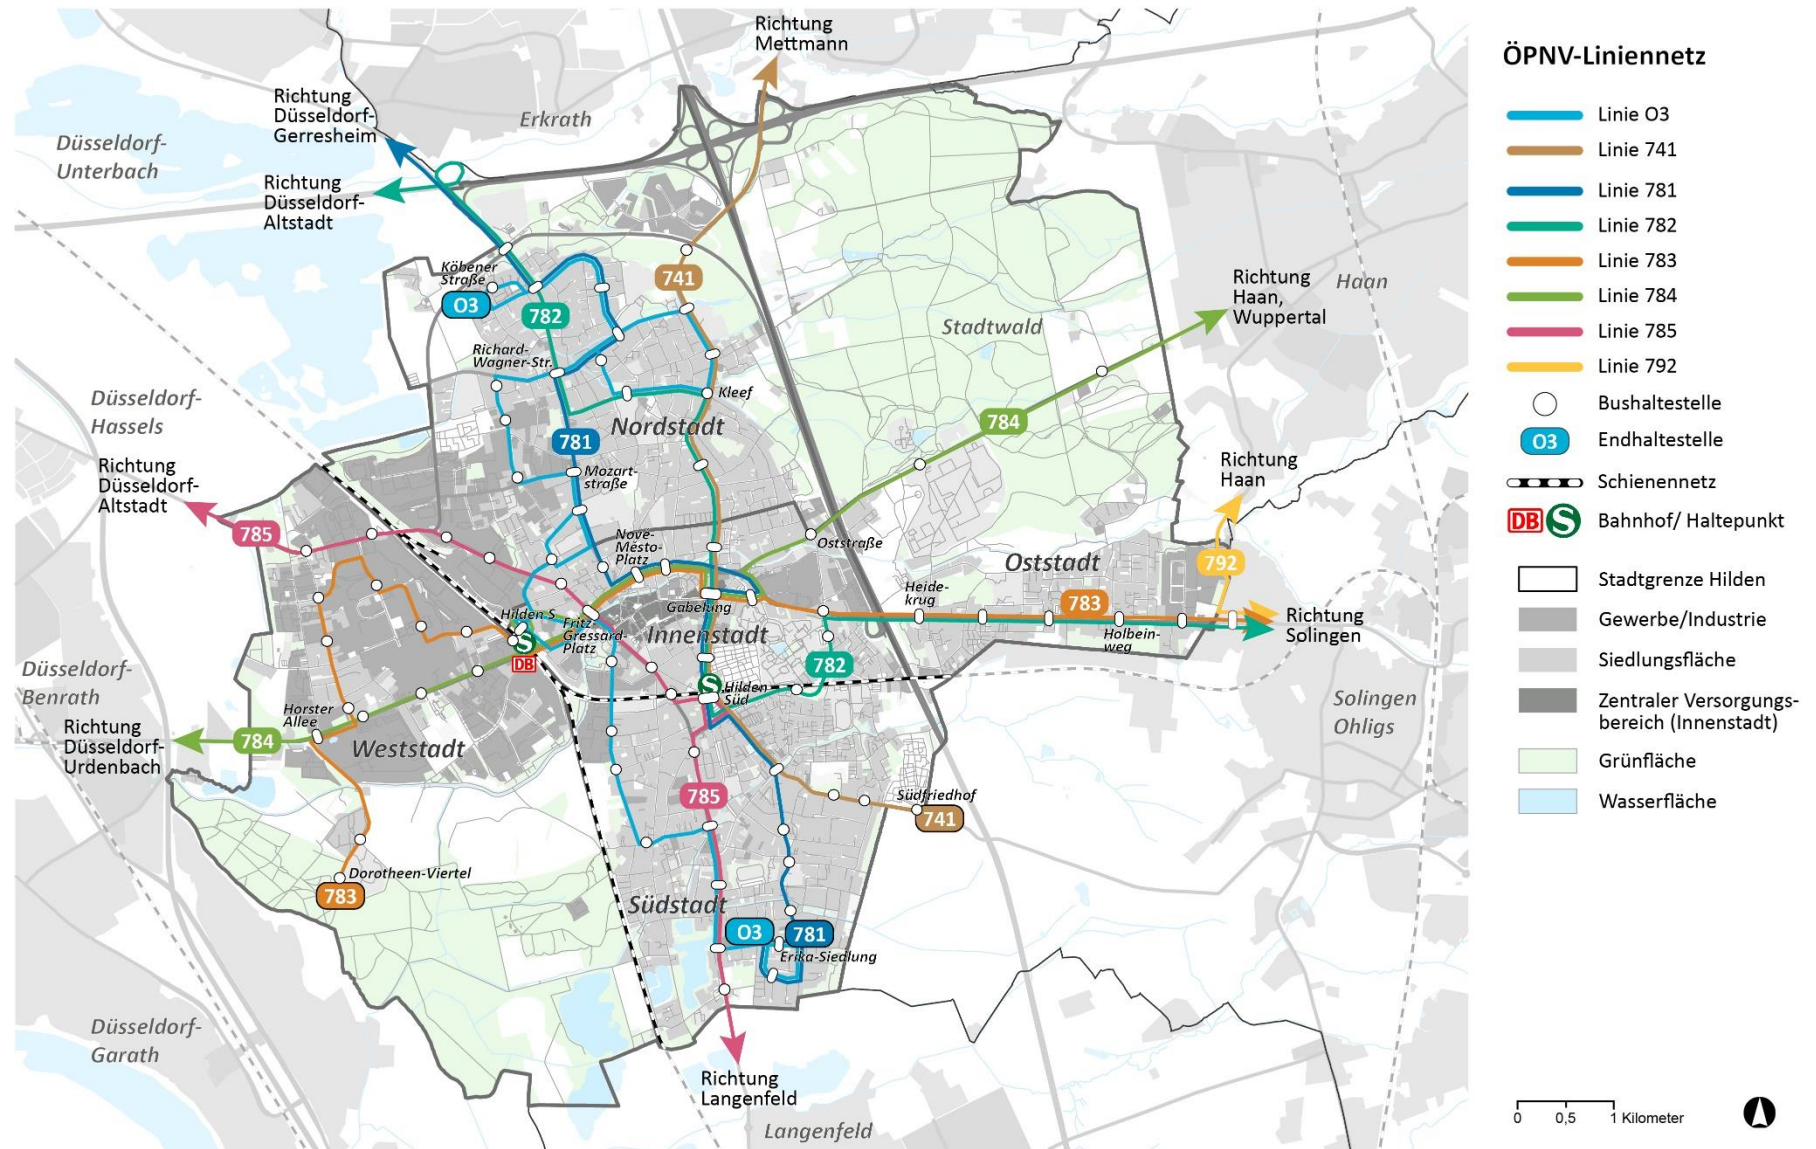 Richtung
Mettmann
Richtung
Düsseldorf-
Gerresheim
Erkrath
Düsseldorf-
Unterbach
Richtung
Düsseldorf-
Altstadt
Köbener
Straße
O3
741
782
Richtung
Haan,
Wuppertal
Haan
Stadtwald
Richard-
Wagner-Str.
Kleef
Düsseldorf-
Hassels
Nordstadt
784
781
Richtung
Düsseldorf-
Altstadt
Mozart-
straße
Richtung
Haan
785
Nove-
Město-
Platz
Oststraße
Oststadt
792
Heide-
krug
783
Gabelung
Hilden S
Fritz-
Gressard-
Platz
Innenstadt
Holbein-
weg
Richtung
Solingen
DB
S
782
Düsseldorf-
Benrath
S
Hilden
Süd
Solingen
Ohligs
Horster
Allee
Richtung
Düsseldorf-
Urdenbach
784
Weststadt
785
Südfriedhof
741
Dorotheen-Viertel
783
Südstadt
O3
781
Erika-Siedlung
Düsseldorf-
Garath
Richtung
Langenfeld
Langenfeld
ÖPNV-Liniennetz
Linie O3
Linie 741
Linie 781
Linie 782
Linie 783
Linie 784
Linie 785
Linie 792
Bushaltestelle
O3 Endhaltestelle
Schienennetz
DB S Bahnhof/ Haltepunkt
Stadtgrenze Hilden
Gewerbe/Industrie
Siedlungsfläche
Zentraler Versorgungs-
bereich (Innenstadt)
Grünfläche
Wasserfläche
0 0,5 1 Kilometer